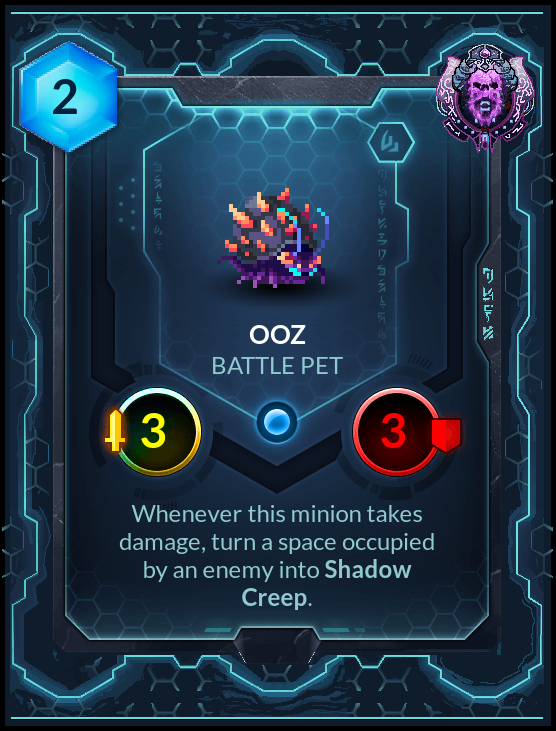 2
OOZ
BATTLE PET
3 3
Whenever this minion takes
damage, turn a space occupied
by an enemy into Shadow
Creep.